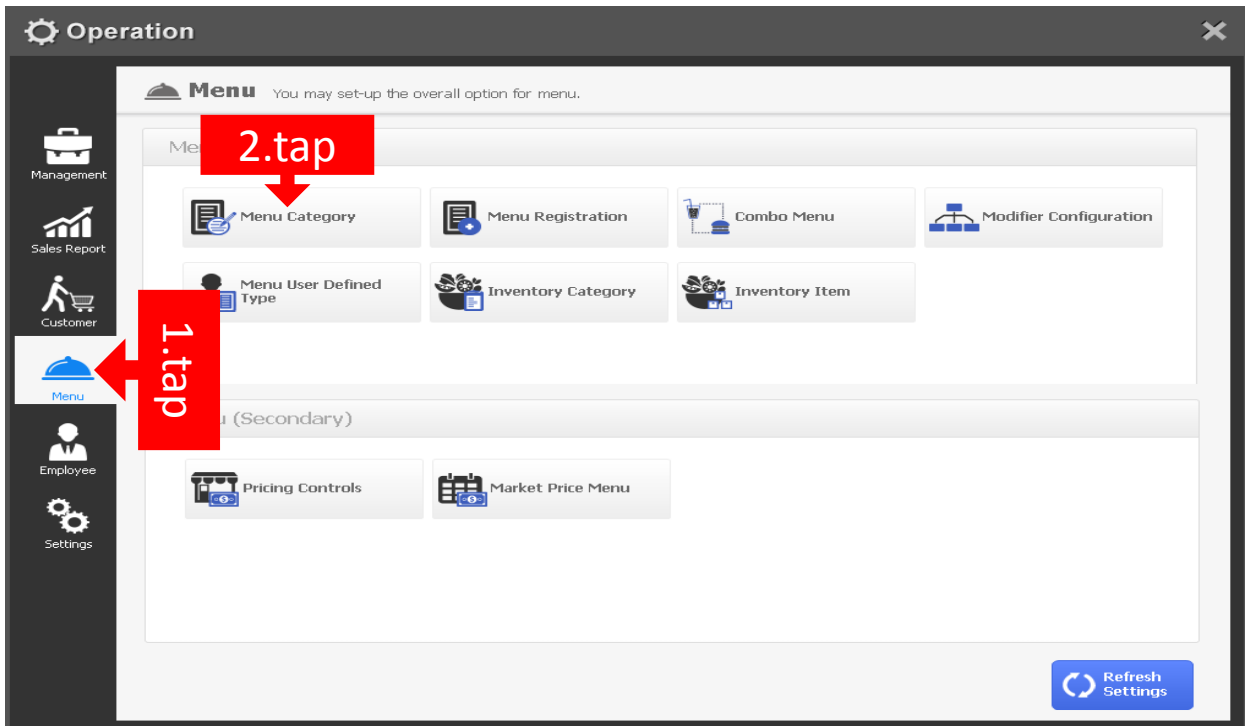 Operation
Menu You may set-up the overall option for menu.
2.tap
Management
Menu Category
Menu Registration
Combo Menu
Modifier Configuration
Sales Report
Menu User Defined
Type
Inventory Category
Inventory Item
Customer
1.tap
Menu
(Secondary)
Employee
Pricing Controls
Market Price Menu
Settings
Refresh
Settings